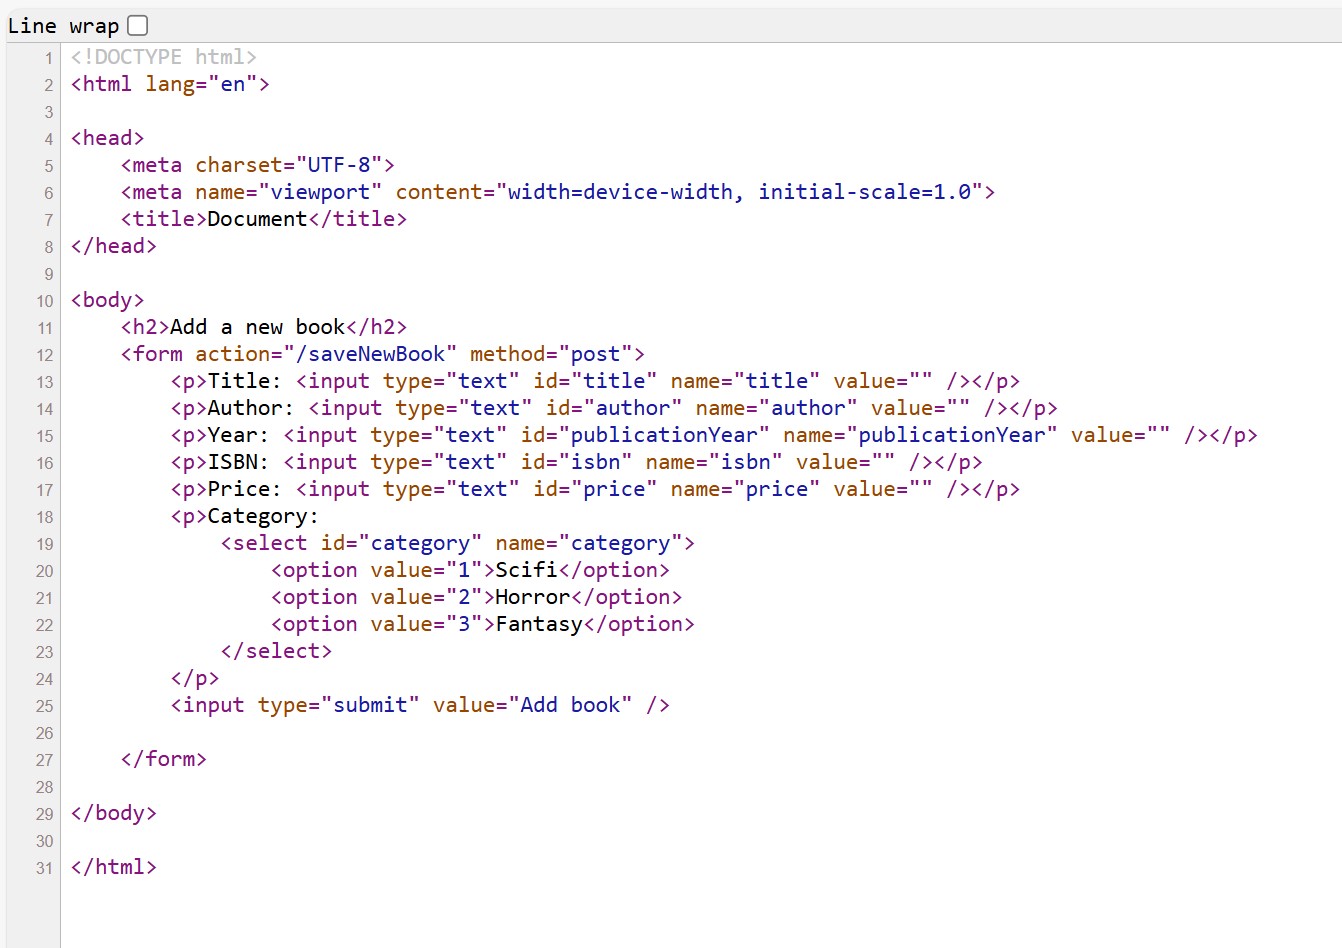 Line wrap
1 <!DOCTYPE html>
2 <html lang="en">
3
4 <head>
5     <meta charset="UTF-8">
6     <meta name="viewport" content="width=device-width, initial-scale=1.0">
7     <title>Document</title>
8 </head>
9
10 <body>
11     <h2>Add a new book</h2>
12     <form action="/saveNewBook" method="post">
13         <p>Title: <input type="text" id="title" name="title" value="" /></p>
14         <p>Author: <input type="text" id="author" name="author" value="" /></p>
15         <p>Year: <input type="text" id="publicationYear" name="publicationYear" value="" /></p>
16         <p>ISBN: <input type="text" id="isbn" name="isbn" value="" /></p>
17         <p>Price: <input type="text" id="price" name="price" value="" /></p>
18         <p>Category:
19             <select id="category" name="category">
20                 <option value="1">Scifi</option>
21                 <option value="2">Horror</option>
22                 <option value="3">Fantasy</option>
23             </select>
24         </p>
25         <input type="submit" value="Add book" />
26
27     </form>
28
29 </body>
30
31 </html>